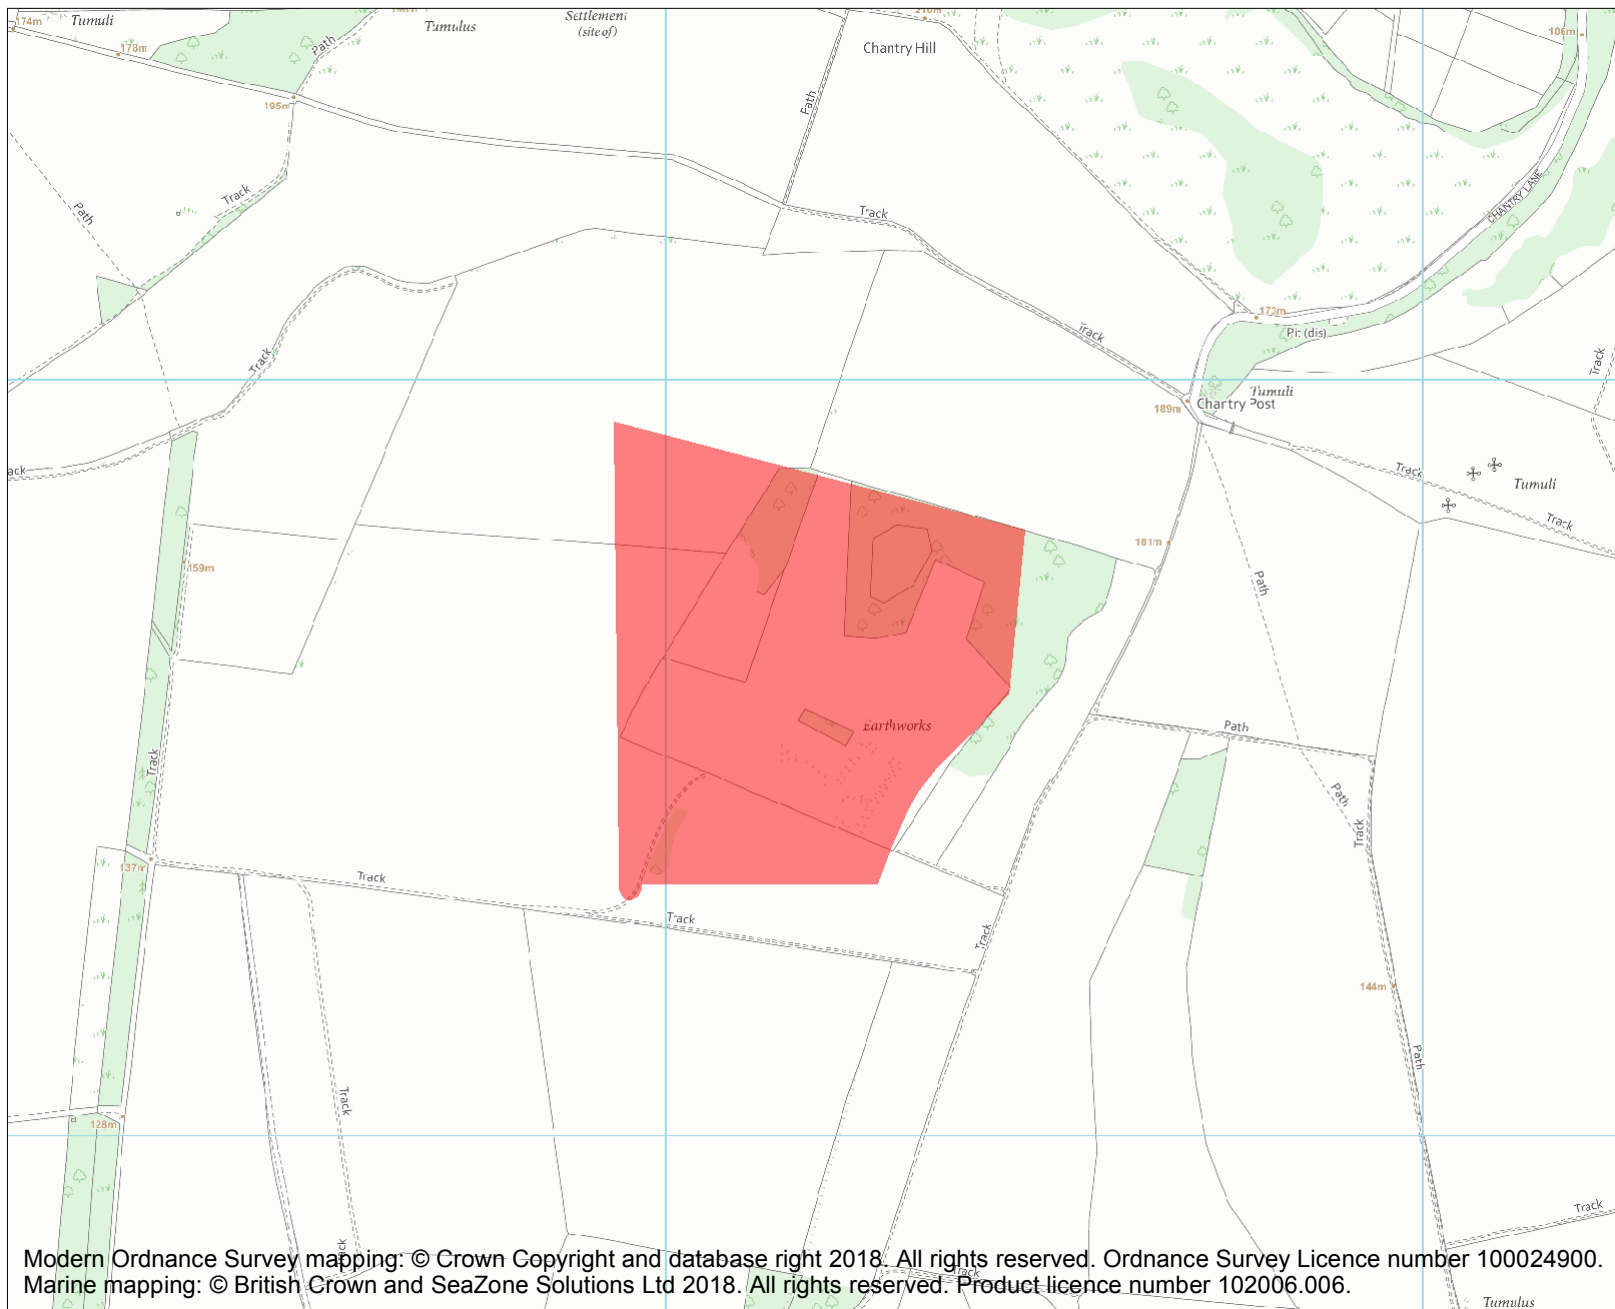 174m
Tumuli
Tumulus
Settlement
(site of)
210m
Chantry Hill
106m
178m
Path
195m
Path
Track
Path
Track
CHANTRY LANE
173m
Pit (dis)
Track
Track
Track
Tumuli
189m
Chantry Post
Track
Tumuli
Track
181m
159m
Path
Earthworks
Path
Track
Path
Track
137m
Track
Track
Track
144m
Path
Track
128m
Track
Track
Modern Ordnance Survey mapping: © Crown Copyright and database right 2018. All rights reserved. Ordnance Survey Licence number 100024900.
Marine mapping: © British Crown and SeaZone Solutions Ltd 2018. All rights reserved. Product licence number 102006.006.
Track
Tumulus